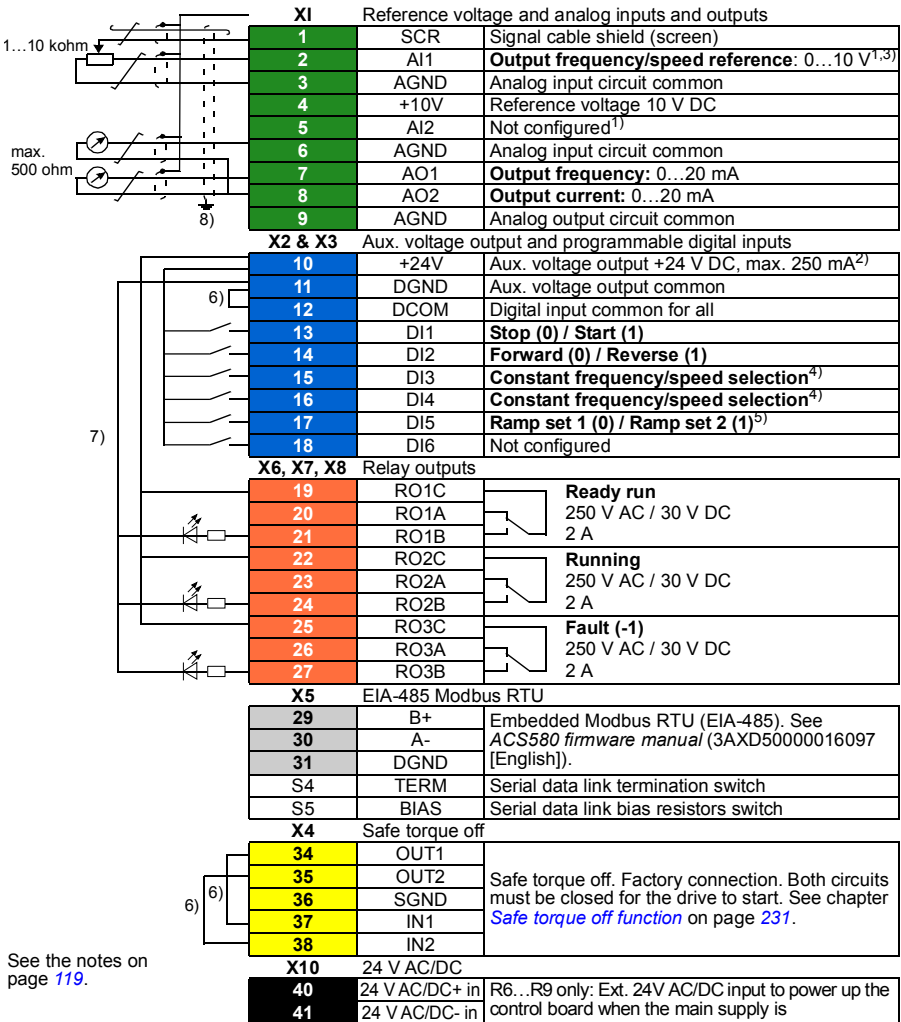 XI Reference voltage and analog inputs and outputs
1 SCR Signal cable shield (screen)
1…10 kohm
2 AI1 Output frequency/speed reference: 0…10 V1,3)
3 AGND Analog input circuit common
4 +10V Reference voltage 10 V DC
5 AI2 Not configured1)
max.
500 ohm
6 AGND Analog input circuit common
7 AO1 Output frequency: 0…20 mA
8 AO2 Output current: 0…20 mA
8)
9 AGND Analog output circuit common
X2 & X3 Aux. voltage output and programmable digital inputs
10 +24V Aux. voltage output +24 V DC, max. 250 mA2)
11 DGND Aux. voltage output common
6)
12 DCOM Digital input common for all
13 DI1 Stop (0) / Start (1)
14 DI2 Forward (0) / Reverse (1)
15 DI3 Constant frequency/speed selection4)
16 DI4 Constant frequency/speed selection4)
7)
17 DI5 Ramp set 1 (0) / Ramp set 2 (1)5)
18 DI6 Not configured
X6, X7, X8 Relay outputs
19 RO1C Ready run
20 RO1A 250 V AC / 30 V DC
21 RO1B 2 A
22 RO2C Running
23 RO2A 250 V AC / 30 V DC
24 RO2B 2 A
25 RO3C Fault (-1)
26 RO3A 250 V AC / 30 V DC
27 RO3B 2 A
X5 EIA-485 Modbus RTU
29 B+ Embedded Modbus RTU (EIA-485). See
30 A- ACS580 firmware manual (3AXD50000016097
31 DGND [English]).
S4 TERM Serial data link termination switch
S5 BIAS Serial data link bias resistors switch
X4 Safe torque off
34 OUT1
35 OUT2 Safe torque off. Factory connection. Both circuits
6) 6)
36 SGND must be closed for the drive to start. See chapter
37 IN1 Safe torque off function on page 231.
38 IN2
See the notes on
page 119.
X10 24 V AC/DC
40 24 V AC/DC+ in R6…R9 only: Ext. 24V AC/DC input to power up the
41 24 V AC/DC- in control board when the main supply is